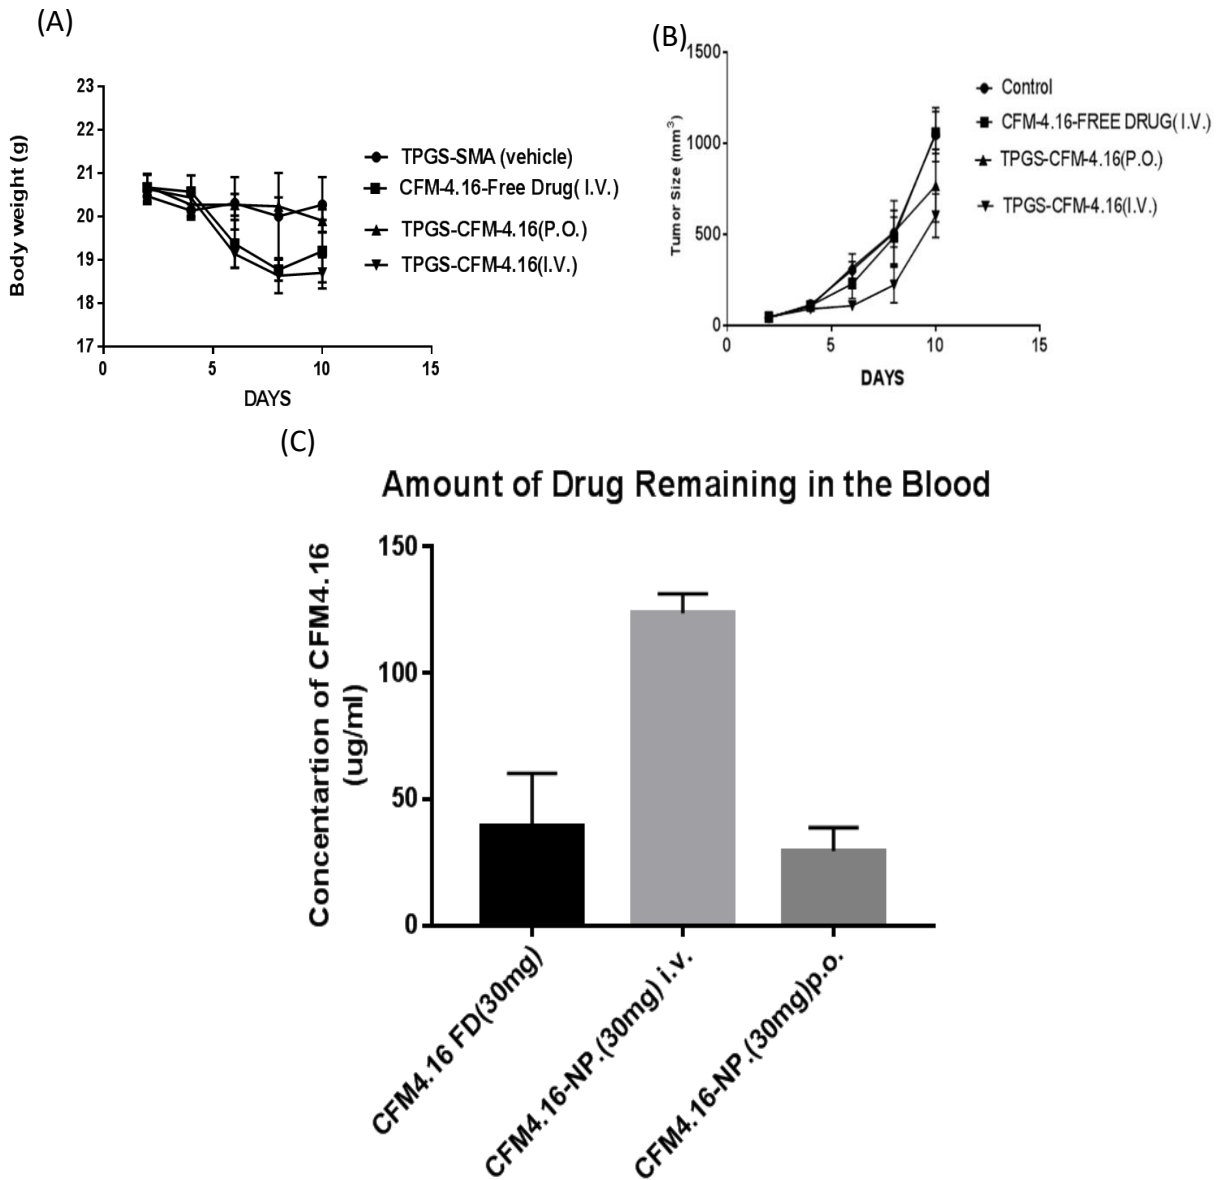 (A)
Body weight (g)
23
22
21
20
19
18
17
0
5
10
15
DAYS
TPGS-SMA (vehicle)
CFM-4.16-Free Drug( I.V.)
TPGS-CFM-4.16(P.O.)
TPGS-CFM-4.16(I.V.)
(B)
Tumor Size (mm3)
1500
1000
500
0
0
5
10
15
DAYS
Control
CFM-4.16-FREE DRUG( I.V.)
TPGS-CFM-4.16(P.O.)
TPGS-CFM-4.16(I.V.)
(C)
Amount of Drug Remaining in the Blood
Concentartion of CFM4.16
(ug/ml)
150
100
50
0
CFM4.16 FD(30mg)
CFM4.16-NP.(30mg) i.v.
CFM4.16-NP.(30mg)p.o.